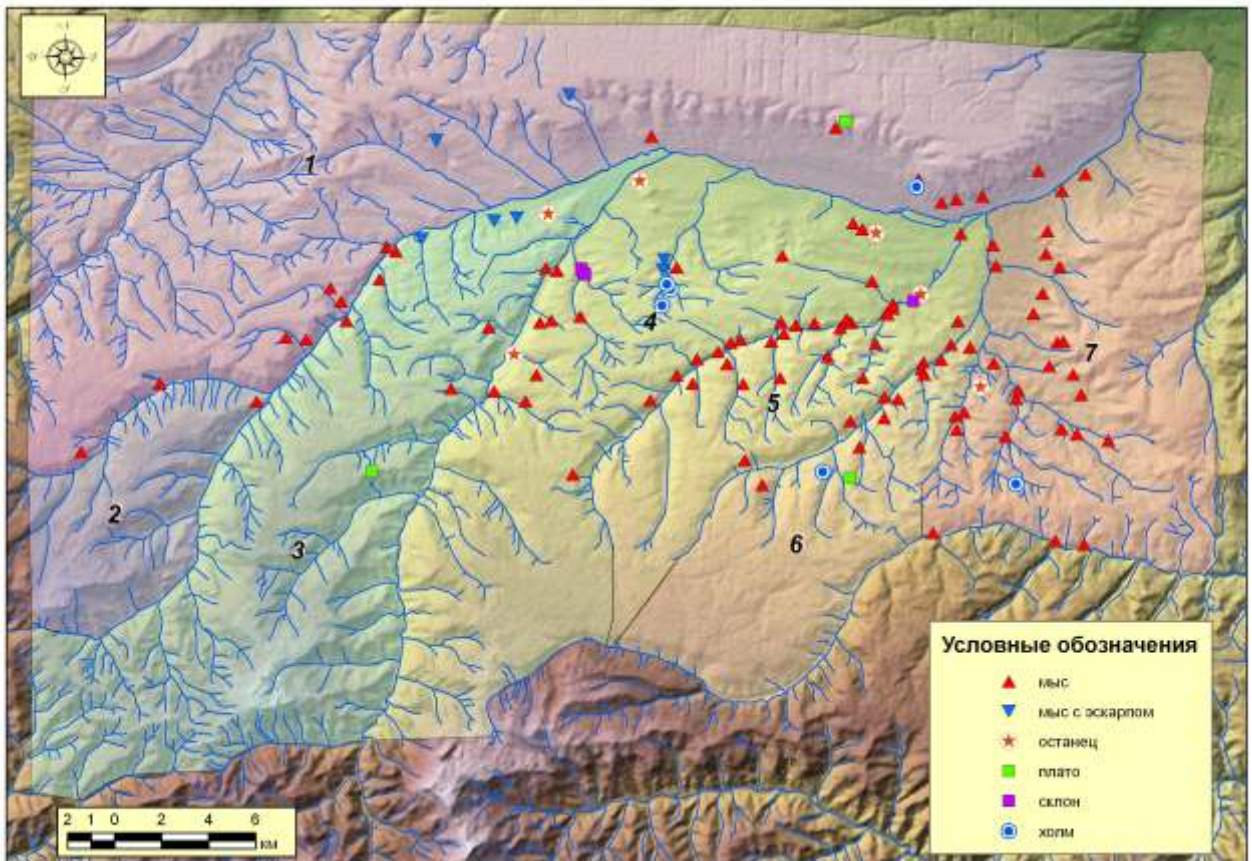 1
4
7
5
2
3
6
Условные обозначения
мыс
мыс с эскарпом
останец
плато
склон
холм
2 1 0 2 4 6
км